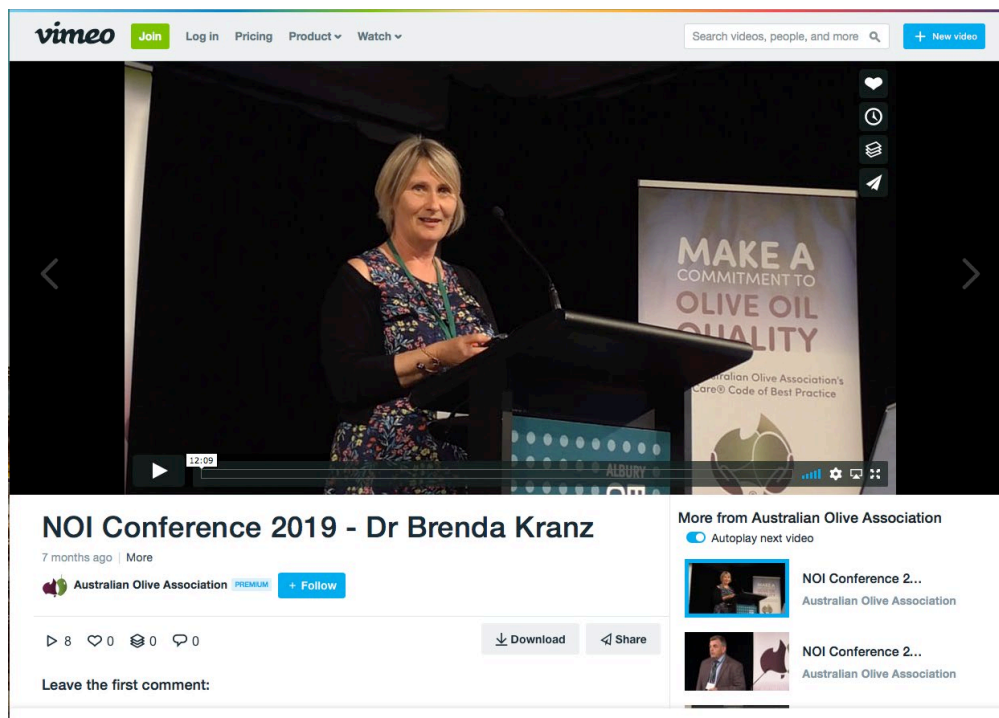 vimeo Join Log in Pricing Product Watch Search videos, people, and more + New video
MAKE A
COMMITMENT TO
OLIVE OIL
QUALITY
Australian Olive Association's
Care® Code of Best Practice
12:09
ALBURY
NOI Conference 2019 - Dr Brenda Kranz
7 months ago | More
Australian Olive Association PREMIUM + Follow
8 0 0 0 Download Share
Leave the first comment:
More from Australian Olive Association
Autoplay next video
NOI Conference 2...
Australian Olive Association
NOI Conference 2...
Australian Olive Association